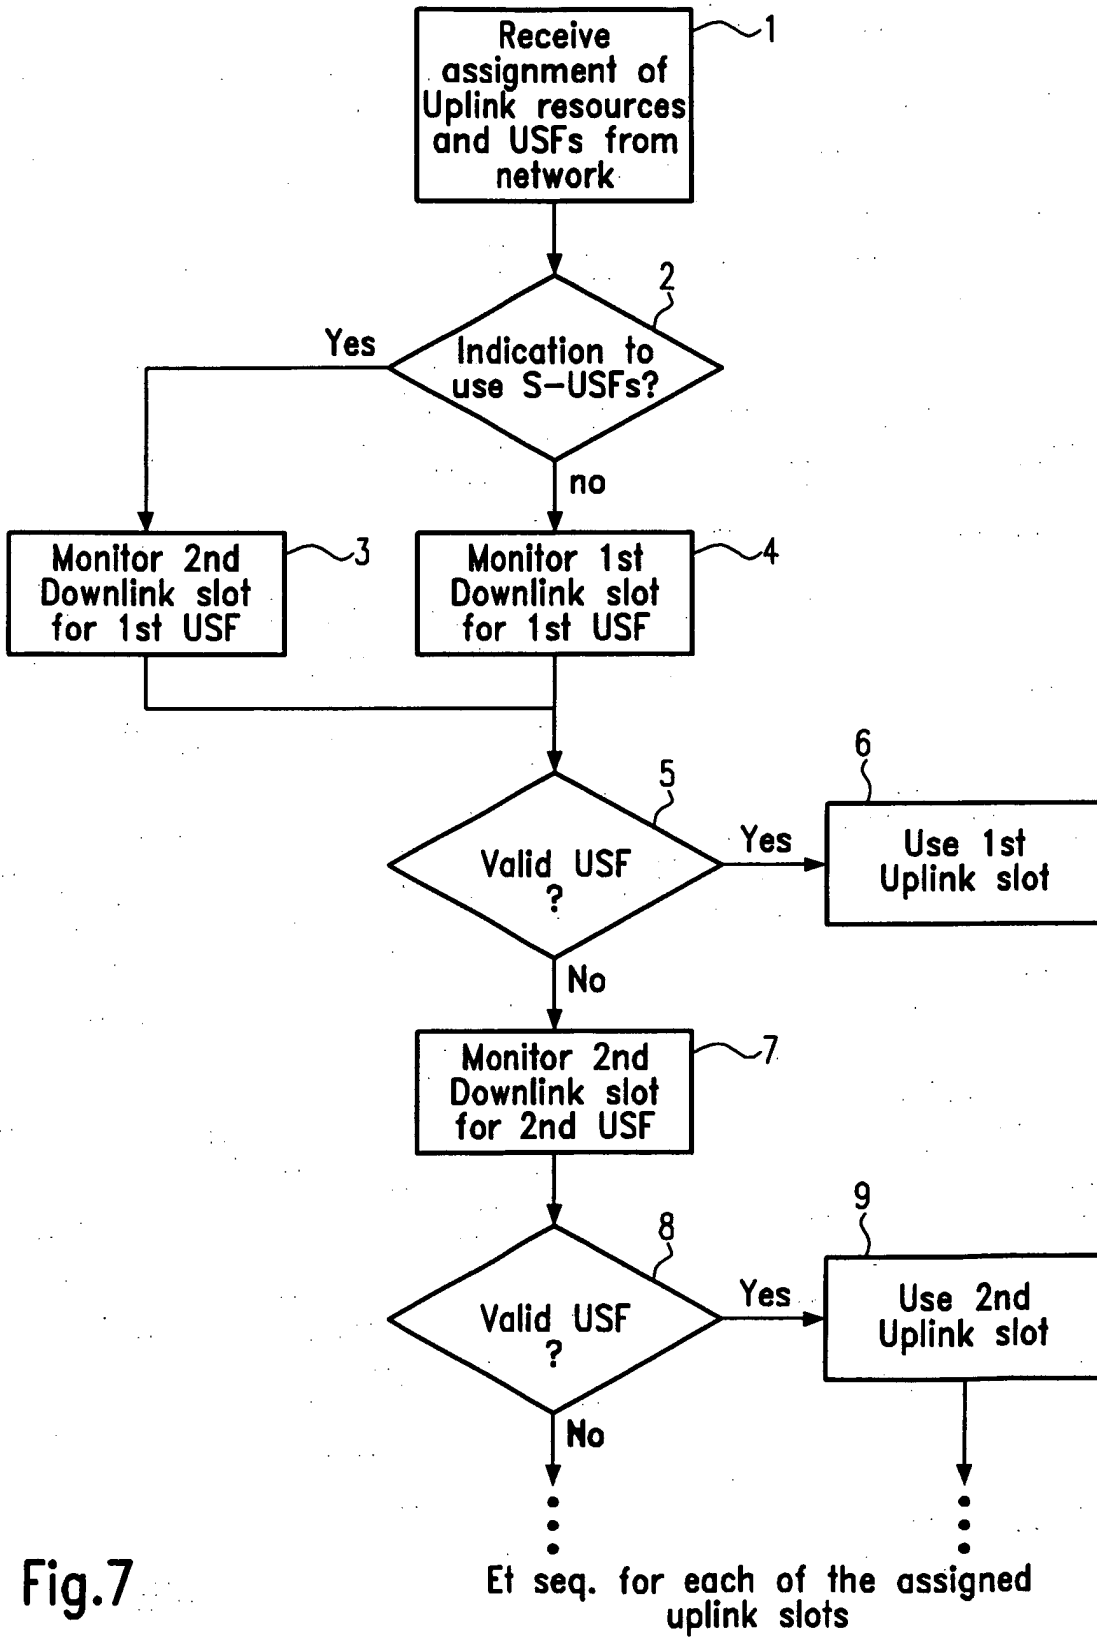 Receive
assignment of
Uplink resources
and USFs from
network
1
2
Indication to
use S-USFs?
Yes
no
Monitor 2nd
Downlink slot
for 1st USF
3
Monitor 1st
Downlink slot
for 1st USF
4
5
Valid USF
?
Yes
6
Use 1st
Uplink slot
No
Monitor 2nd
Downlink slot
for 2nd USF
7
8
Valid USF
?
Yes
9
Use 2nd
Uplink slot
No
Et seq. for each of the assigned
uplink slots
Fig.7